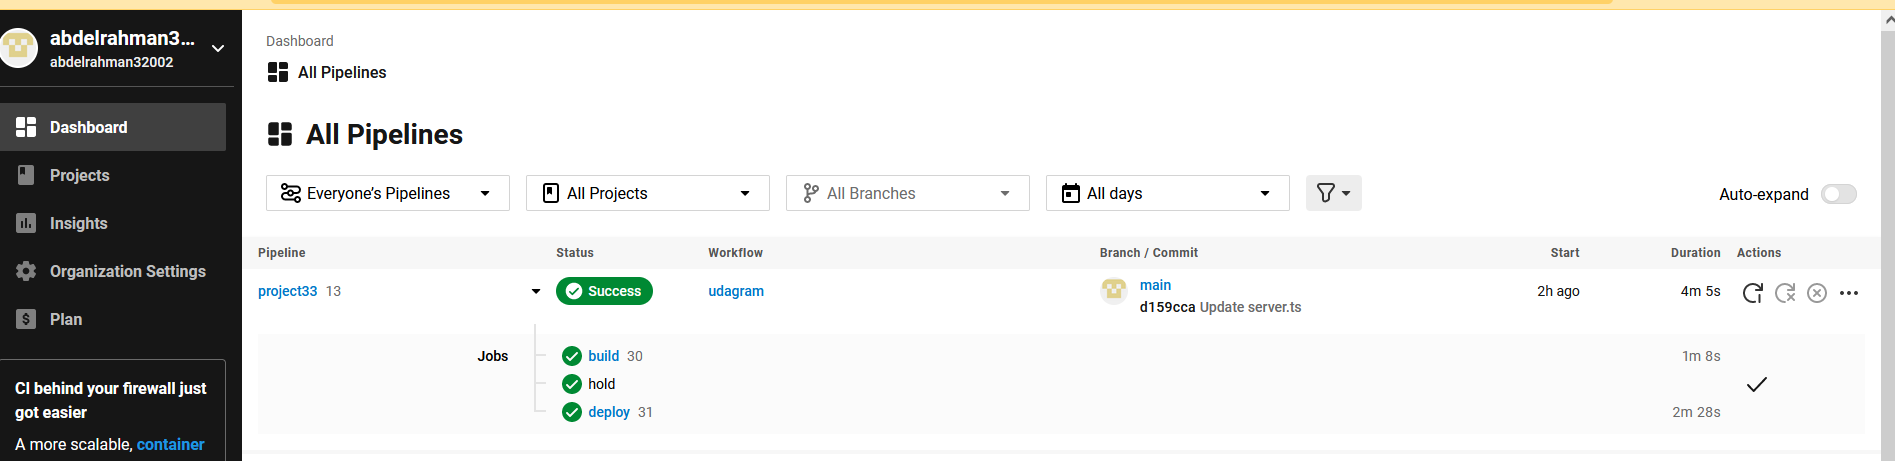 abdelrahman3...
abdelrahman32002
Dashboard
Projects
Insights
Organization Settings
Plan
CI behind your firewall just
got easier
A more scalable, container
Dashboard
All Pipelines
All Pipelines
Everyone's Pipelines
All Projects
All Branches
All days
Auto-expand
Pipeline Status Workflow Branch / Commit Start Duration Actions
project33 13 Success udagram main 2h ago 4m 5s
d159cca Update server.ts
Jobs build 30 1m 8s
hold
deploy 31 2m 28s